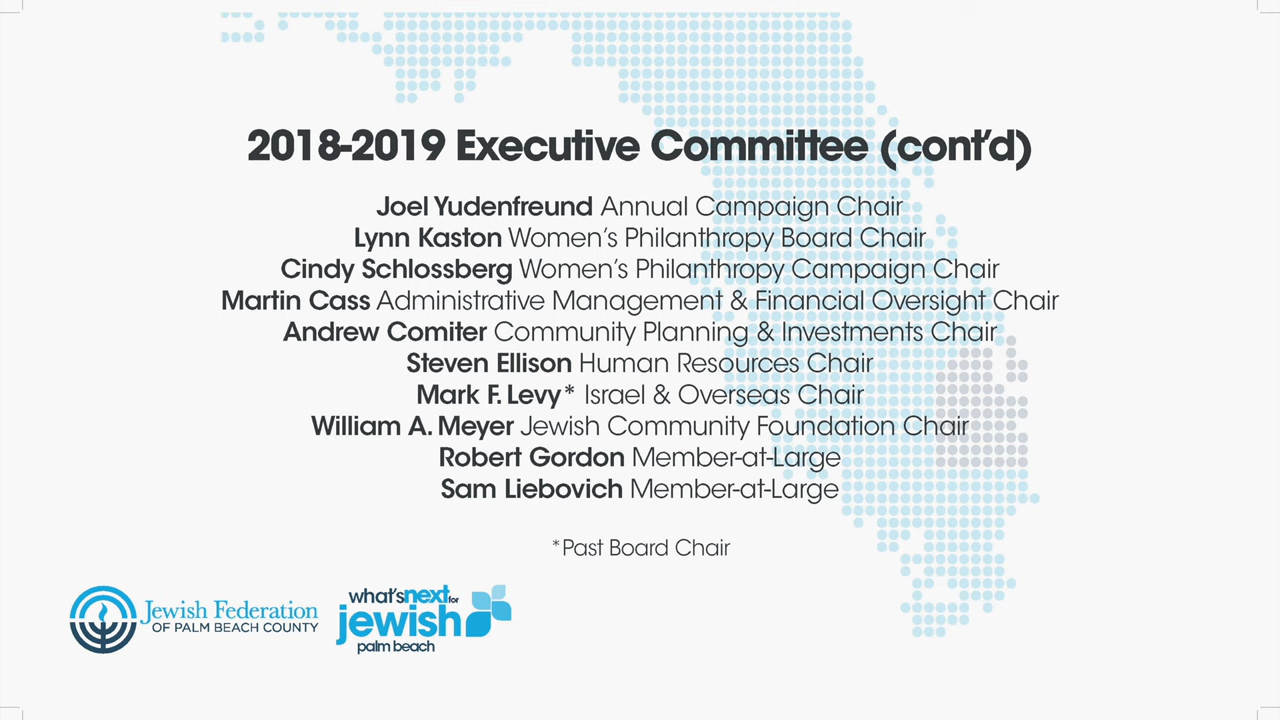 2018-2019 Executive Committee (cont'd)
Joel Yudenfreund Annual Campaign Chair
Lynn Kaston Women's Philanthropy Board Chair
Cindy Schlossberg Women's Philanthropy Campaign Chair
Martin Cass Administrative Management & Financial Oversight Chair
Andrew Comiter Community Planning & Investments Chair
Steven Ellison Human Resources Chair
Mark F. Levy* Israel & Overseas Chair
William A. Meyer Jewish Community Foundation Chair
Robert Gordon Member-at-Large
Sam Liebovich Member-at-Large
*Past Board Chair
Jewish Federation
OF PALM BEACH COUNTY
what'snext for
jewish
palm beach